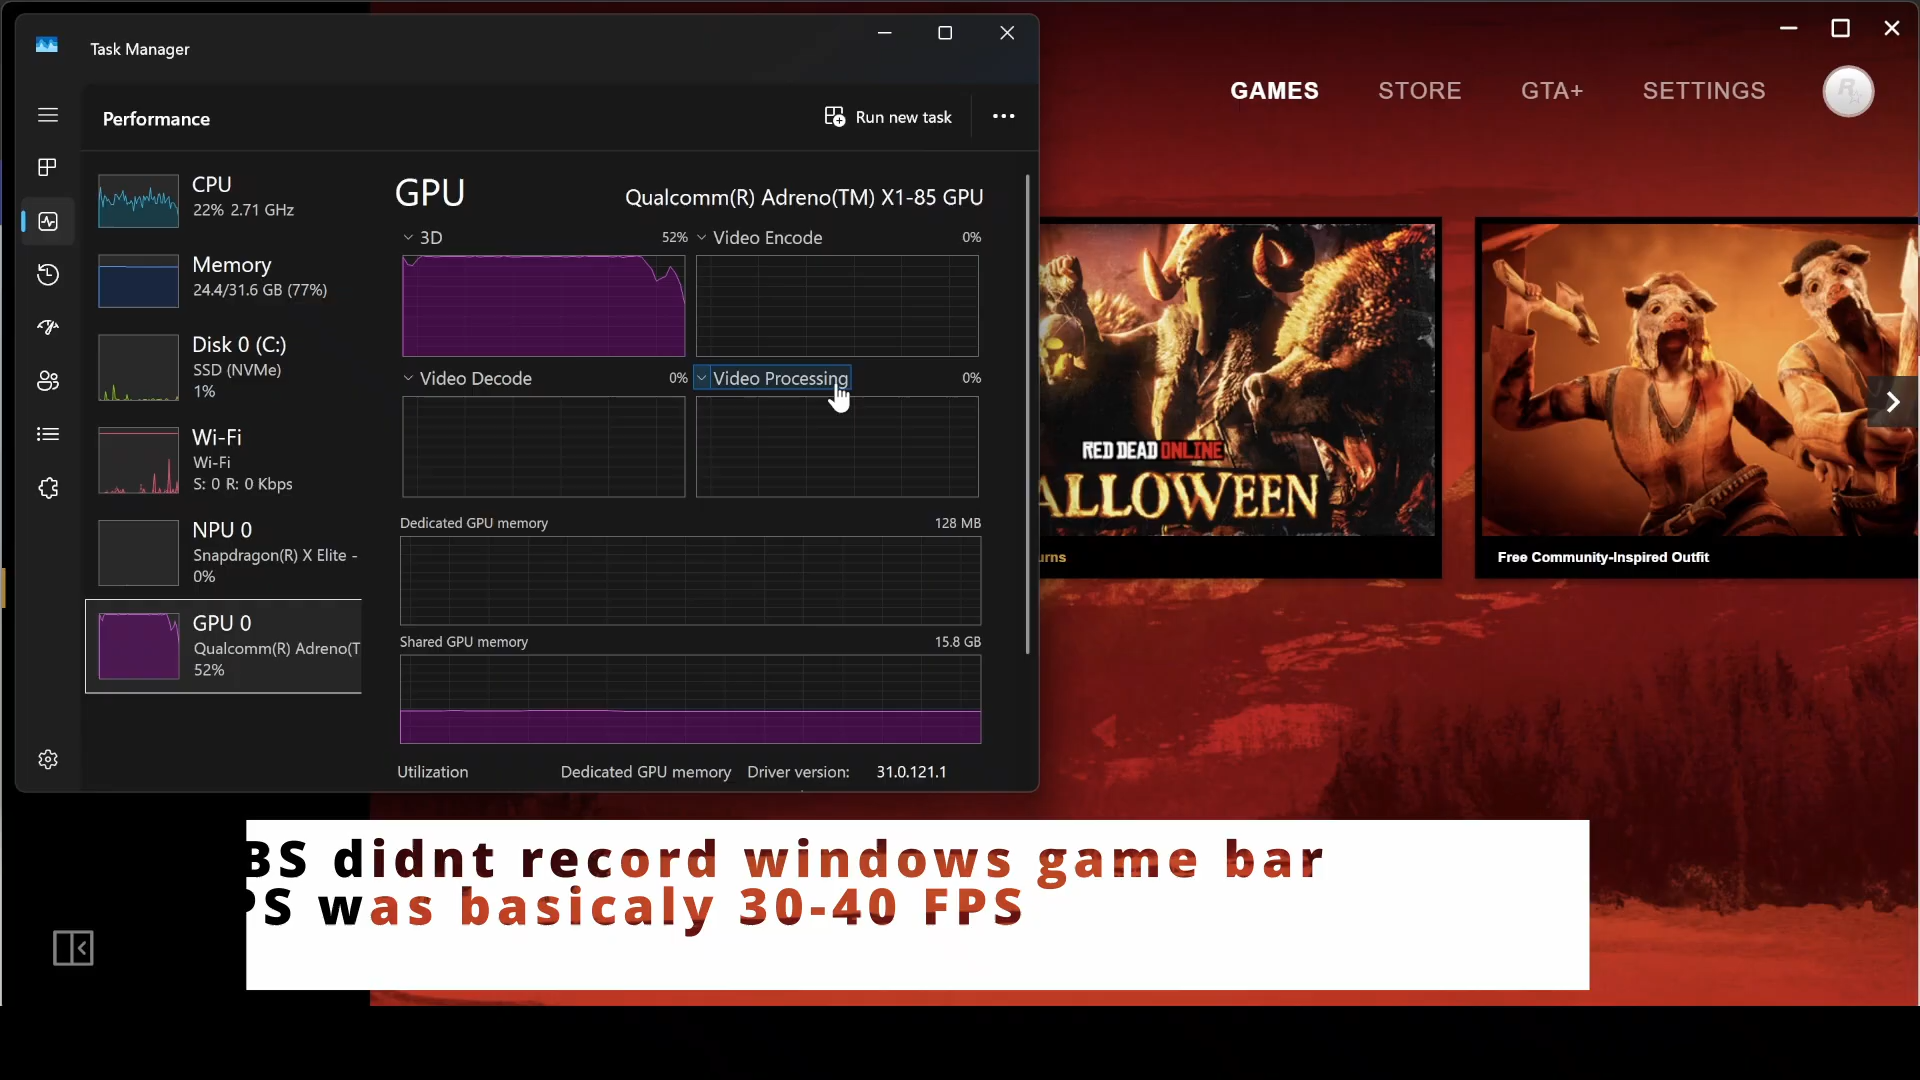 Task Manager
Performance
Run new task
CPU
22% 2.71 GHz
Memory
24.4/31.6 GB (77%)
Disk 0 (C:)
SSD (NVMe)
1%
Wi-Fi
Wi-Fi
S: 0 R: 0 Kbps
NPU 0
Snapdragon(R) X Elite -
0%
GPU 0
Qualcomm(R) Adreno(T
52%
GPU
Qualcomm(R) Adreno(TM) X1-85 GPU
3D 52%
Video Encode 0%
Video Decode 0%
Video Processing 0%
Dedicated GPU memory 128 MB
Shared GPU memory 15.8 GB
Utilization
Dedicated GPU memory
Driver version: 31.0.121.1
GAMES STORE GTA+ SETTINGS
RED DEAD ONLINE
ALLOWEEN
urns
Free Community-Inspired Outfit
BS didnt record windows game bar
PS was basicaly 30-40 FPS